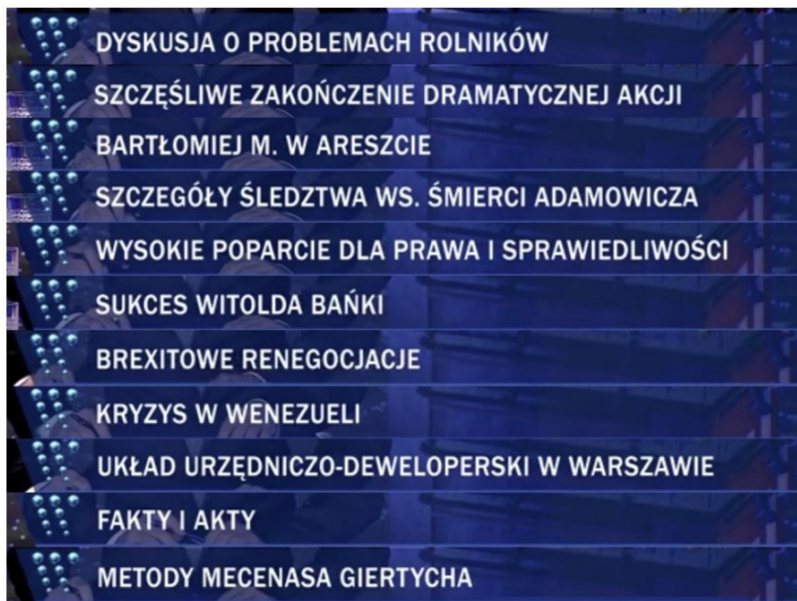 DYSKUSJA O PROBLEMACH ROLNIKÓW
SZCZĘŚLIWE ZAKOŃCZENIE DRAMATYCZNEJ AKCJI
BARTŁOMIEJ M. W ARESZCIE
SZCZEGÓŁY ŚLEDZTWA WS. ŚMIERCI ADAMOWICZA
WYSOKIE POPARCIE DLA PRAWA I SPRAWIEDLIWOŚCI
SUKCES WITOLDA BAŃKI
BREXITOWE RENEGOCJACJE
KRYZYS W WENEZUELI
UKŁAD URZĘDNICZO-DEWELOPERSKI W WARSZAWIE
FAKTY I AKTY
METODY MECENASA GIERTYCHA